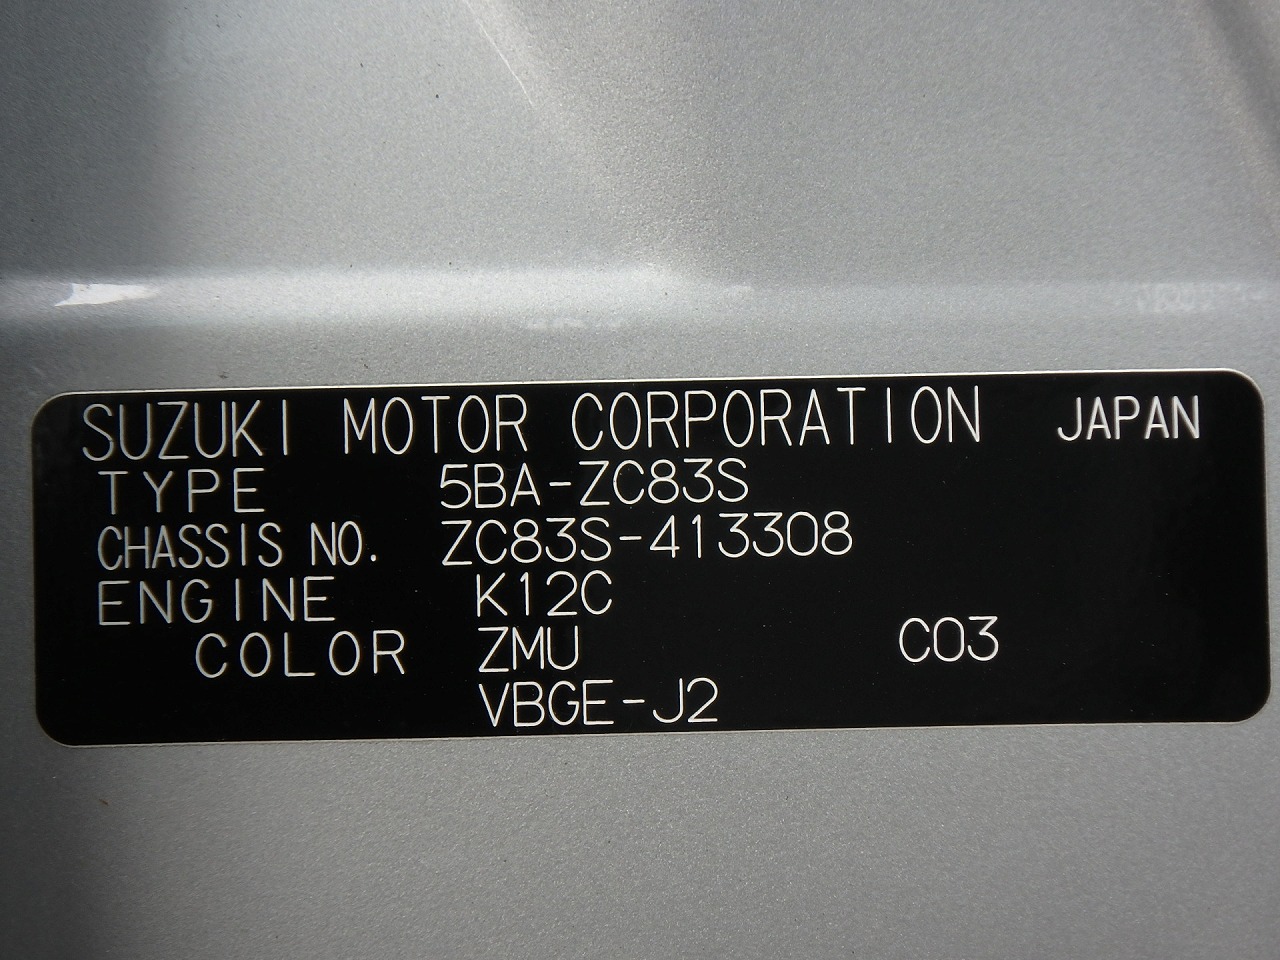 SUZUKI MOTOR CORPORATION JAPAN
TYPE 5BA-ZC83S
CHASSIS NO. ZC83S-413308
ENGINE K12C
COLOR ZMU C03
VBGE-J2